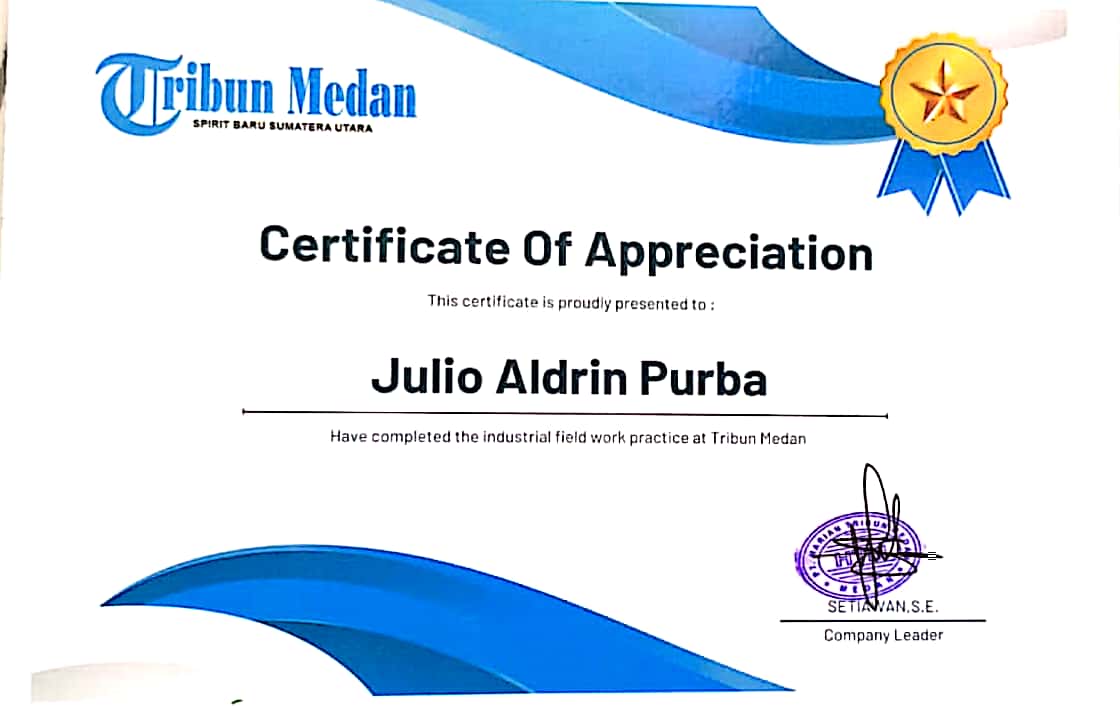 Tribun Medan
SPIRIT BARU SUMATERA UTARA
Certificate Of Appreciation
This certificate is proudly presented to :
Julio Aldrin Purba
Have completed the industrial field work practice at Tribun Medan
MEDAN
SETIAWAN,S.E.
Company Leader